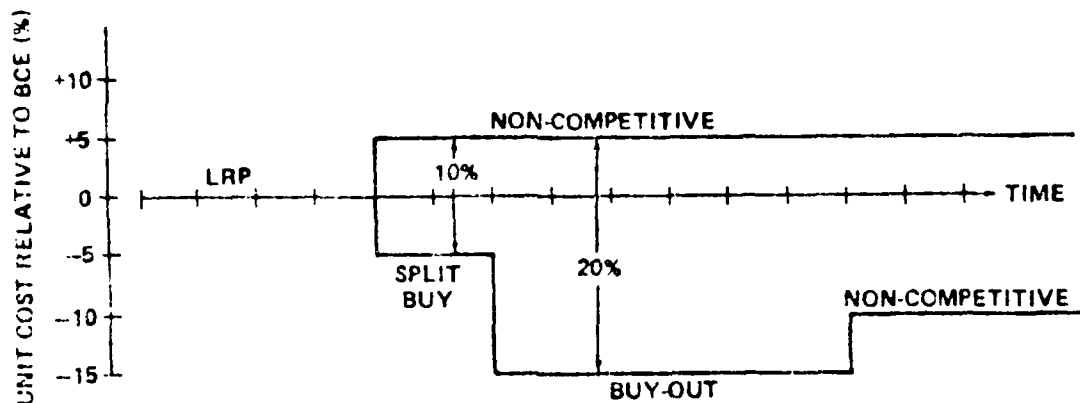 UNIT COST RELATIVE TO BCE (%)
+10
+5
0
-5
-10
-15
NON-COMPETITIVE
LRP
10%
TIME
SPLIT
BUY
20%
NON-COMPETITIVE
BUY-OUT